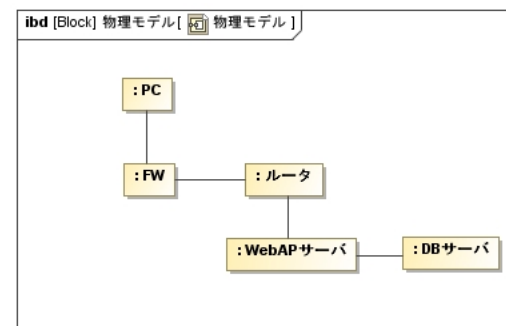 ibd [Block] 物理モデル[ 物理モデル ]
:PC
:FW
:ルータ
:WebAPサーバ
:DBサーバ